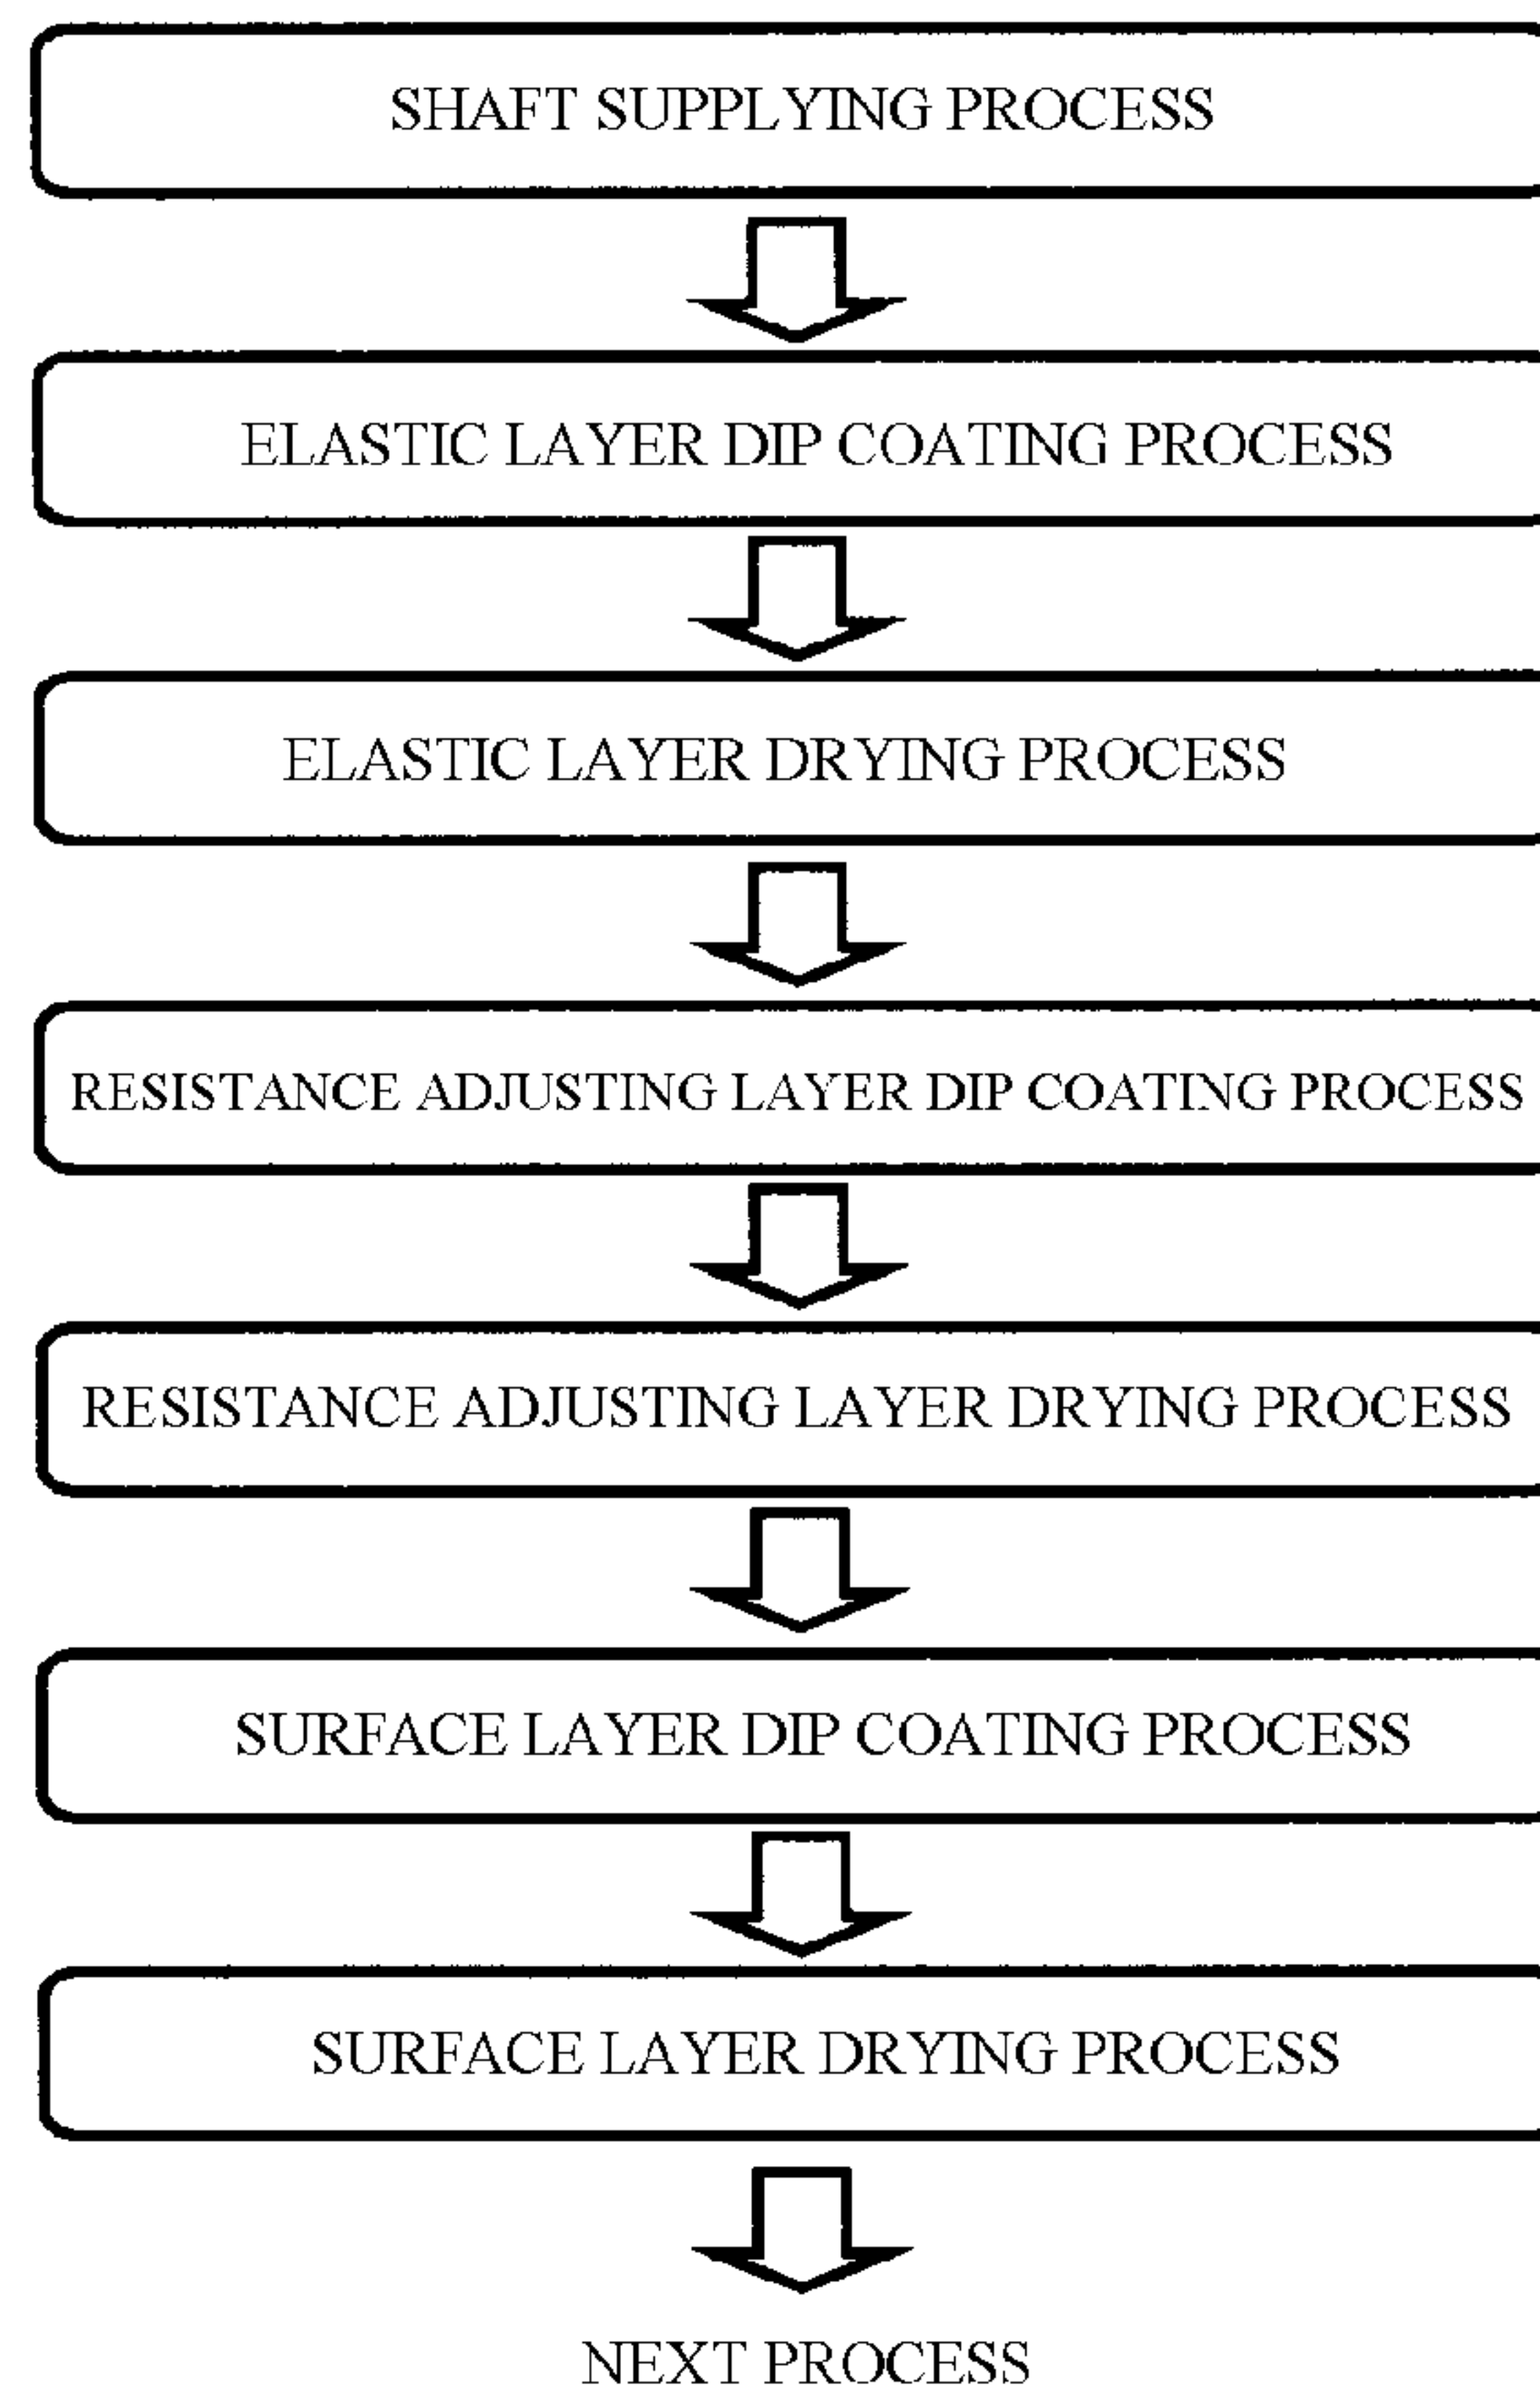 SHAFT SUPPLYING PROCESS
ELASTIC LAYER DIP COATING PROCESS
ELASTIC LAYER DRYING PROCESS
RESISTANCE ADJUSTING LAYER DIP COATING PROCESS
RESISTANCE ADJUSTING LAYER DRYING PROCESS
SURFACE LAYER DIP COATING PROCESS
SURFACE LAYER DRYING PROCESS
NEXT PROCESS